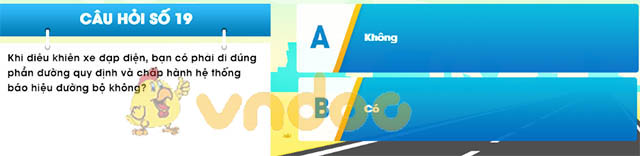 CÂU HỎI SỐ 19
Khi điều khiển xe đạp điện, bạn có phải đi đúng
phần đường quy định và chấp hành hệ thống
báo hiệu đường bộ không?
A
Không
B
Có
vndoc